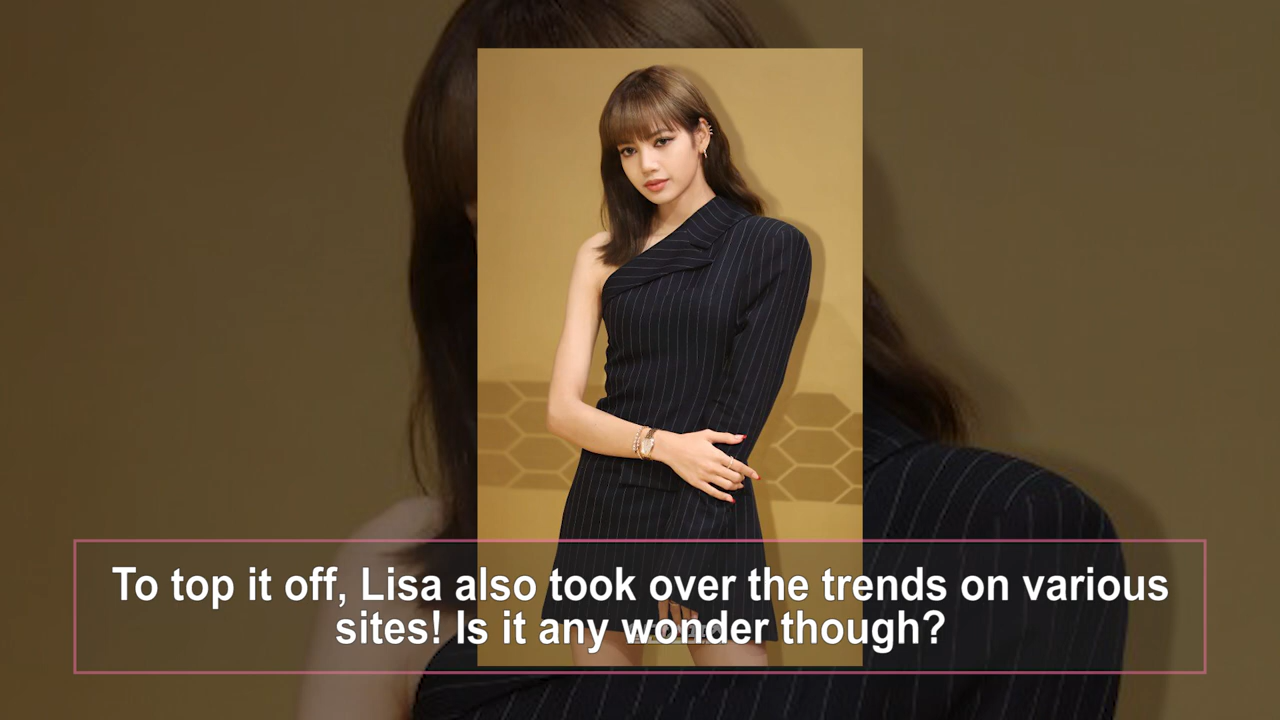 To top it off, Lisa also took over the trends on various
sites! Is it any wonder though?